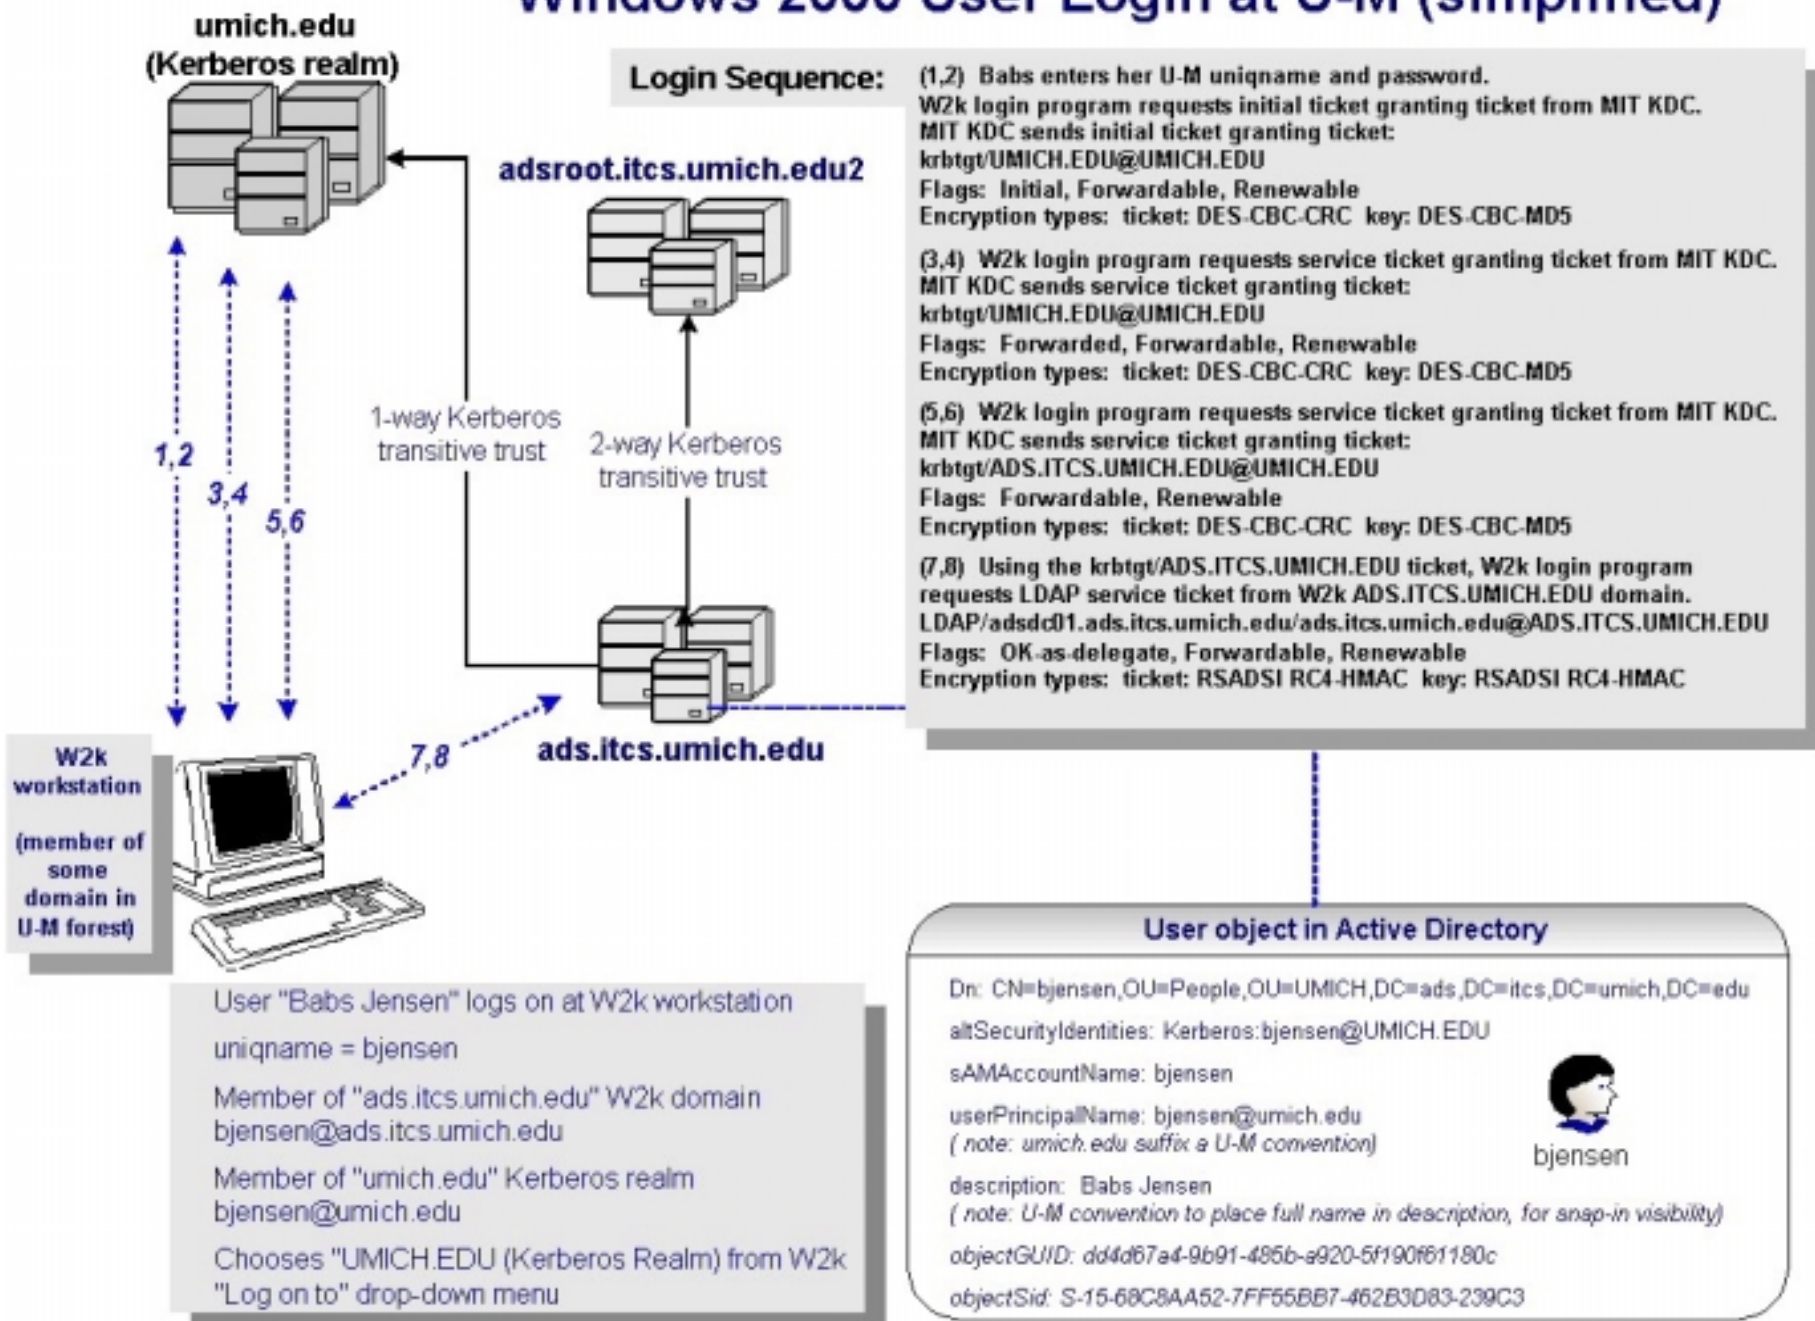 Windows 2000 User Login at U-M (simplified)
umich.edu
(Kerberos realm)
Login Sequence:
(1,2) Babs enters her U-M uniqname and password.
W2k login program requests initial ticket granting ticket from MIT KDC.
MIT KDC sends initial ticket granting ticket:
krbtgt/UMICH.EDU@UMICH.EDU
Flags: Initial, Forwardable, Renewable
Encryption types: ticket: DES-CBC-CRC key: DES-CBC-MD5
(3,4) W2k login program requests service ticket granting ticket from MIT KDC.
MIT KDC sends service ticket granting ticket:
krbtgt/UMICH.EDU@UMICH.EDU
Flags: Forwarded, Forwardable, Renewable
Encryption types: ticket: DES-CBC-CRC key: DES-CBC-MD5
(5,6) W2k login program requests service ticket granting ticket from MIT KDC.
MIT KDC sends service ticket granting ticket:
krbtgt/ADS.ITCS.UMICH.EDU@UMICH.EDU
Flags: Forwardable, Renewable
Encryption types: ticket: DES-CBC-CRC key: DES-CBC-MD5
(7,8) Using the krbtgt/ADS.ITCS.UMICH.EDU ticket, W2k login program
requests LDAP service ticket from W2k ADS.ITCS.UMICH.EDU domain.
LDAP/adsdc01.ads.itcs.umich.edu/ads.itcs.umich.edu@ADS.ITCS.UMICH.EDU
Flags: OK-as-delegate, Forwardable, Renewable
Encryption types: ticket: RSADSI RC4-HMAC key: RSADSI RC4-HMAC
adsroot.itcs.umich.edu2
1-way Kerberos
transitive trust
2-way Kerberos
transitive trust
1,2
3,4
5,6
7,8
ads.itcs.umich.edu
W2k
workstation
(member of
some
domain in
U-M forest)
User "Babs Jensen" logs on at W2k workstation
uniqname = bjensen
Member of "ads.itcs.umich.edu" W2k domain
bjensen@ads.itcs.umich.edu
Member of "umich.edu" Kerberos realm
bjensen@umich.edu
Chooses "UMICH.EDU (Kerberos Realm) from W2k
"Log on to" drop-down menu
User object in Active Directory
Dn: CN=bjensen,OU=People,OU=UMICH,DC=ads,DC=itcs,DC=umich,DC=edu
altSecurityIdentities: Kerberos:bjensen@UMICH.EDU
sAMAccountName: bjensen
userPrincipalName: bjensen@umich.edu
( note: umich.edu suffix a U-M convention)
bjensen
description: Babs Jensen
( note: U-M convention to place full name in description, for snap-in visibility)
objectGUID: dd4d67a4-9b91-485b-a920-5f190f61180c
objectSid: S-15-68C8AA52-7FF55BB7-462B3D83-239C3